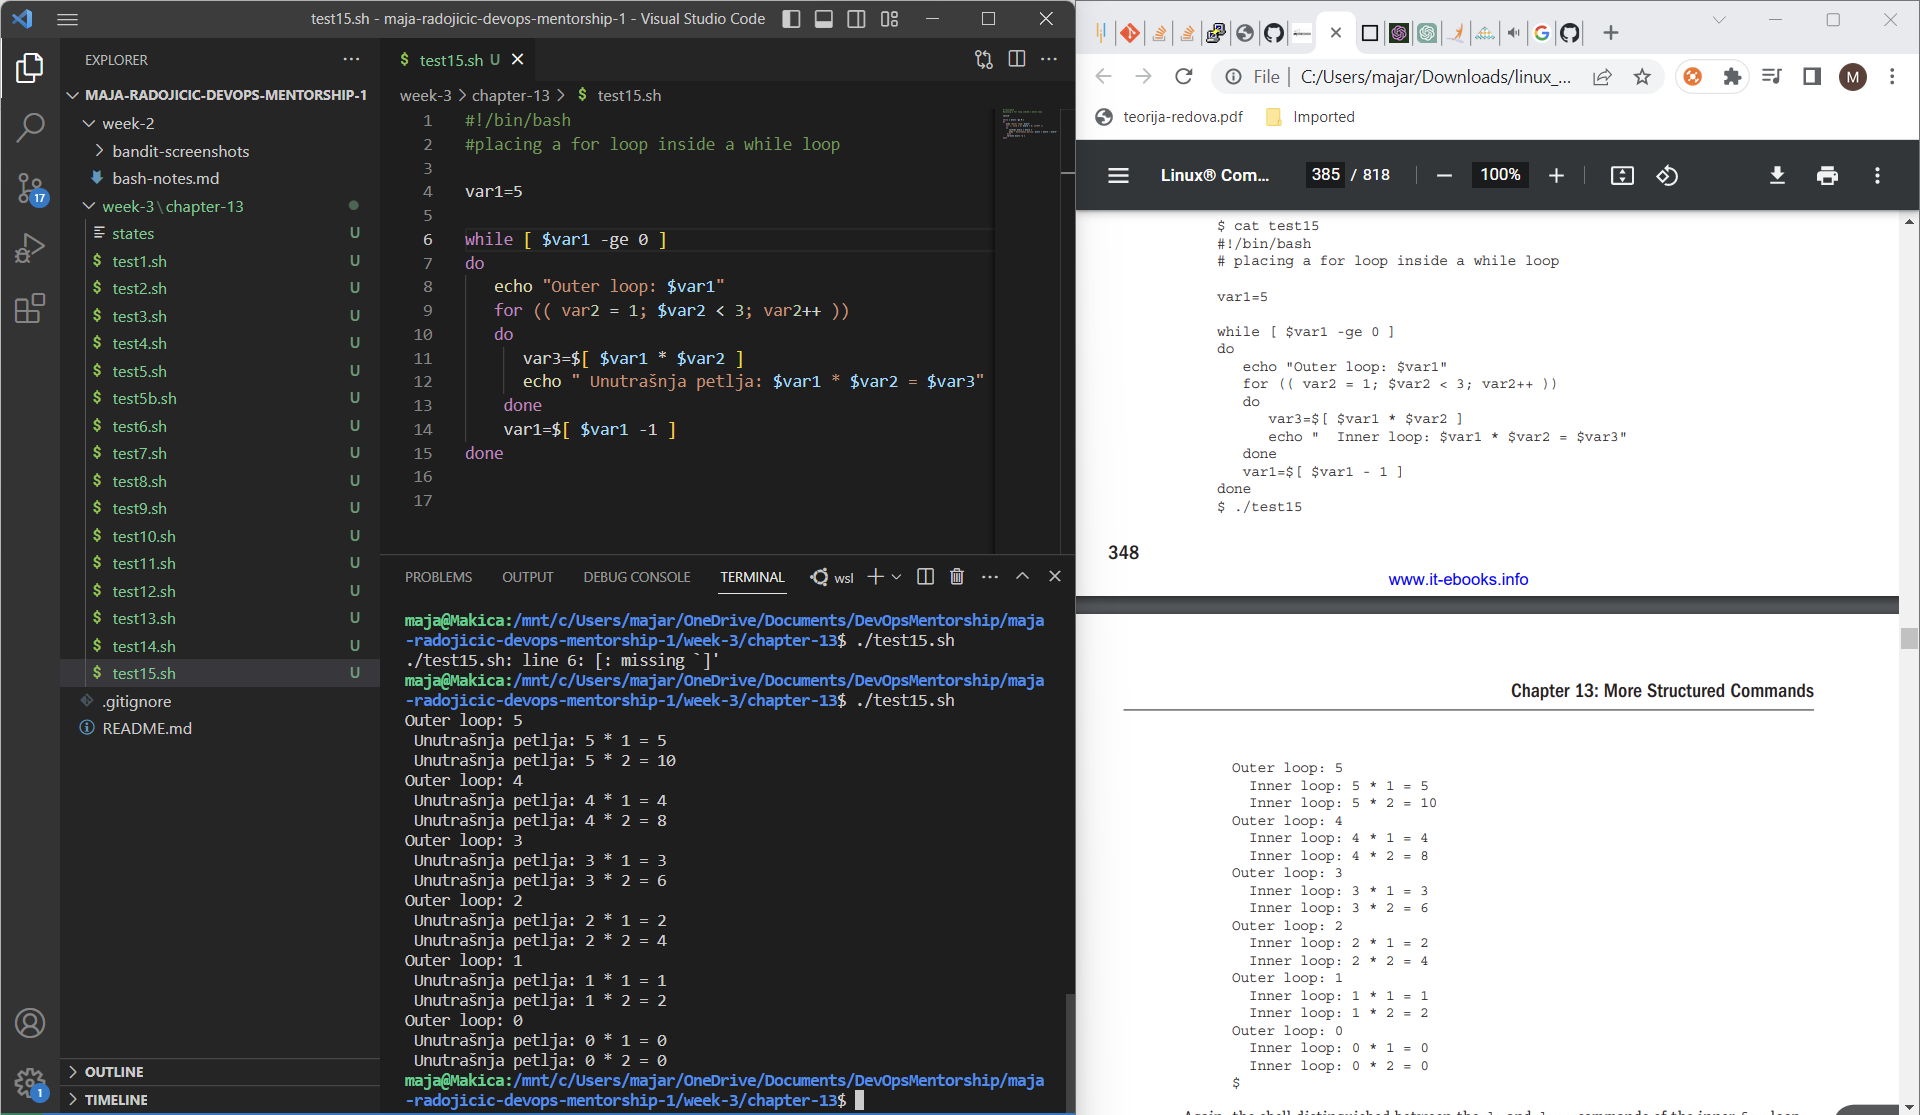 test15.sh - maja-radojicic-devops-mentorship-1 - Visual Studio Code
EXPLORER
MAJA-RADOJICIC-DEVOPS-MENTORSHIP-1
week-2
bandit-screenshots
bash-notes.md
week-3\chapter-13
states U
$ test1.sh U
$ test2.sh U
$ test3.sh U
$ test4.sh U
$ test5.sh U
$ test5b.sh U
$ test6.sh U
$ test7.sh U
$ test8.sh U
$ test9.sh U
$ test10.sh U
$ test11.sh U
$ test12.sh U
$ test13.sh U
$ test14.sh U
$ test15.sh U
.gitignore
README.md
OUTLINE
TIMELINE
17
1
$ test15.sh U
week-3 > chapter-13 > $ test15.sh
1 #!/bin/bash
2 #placing a for loop inside a while loop
3
4 var1=5
5
6 while [ $var1 -ge 0 ]
7 do
8 echo "Outer loop: $var1"
9 for (( var2 = 1; $var2 < 3; var2++ ))
10 do
11 var3=$[ $var1 * $var2 ]
12 echo " Unutrašnja petlja: $var1 * $var2 = $var3"
13 done
14 var1=$[ $var1 -1 ]
15 done
16
17
PROBLEMS OUTPUT DEBUG CONSOLE TERMINAL wsl
maja@Makica:/mnt/c/Users/majar/OneDrive/Documents/DevOpsMentorship/maja
-radojicic-devops-mentorship-1/week-3/chapter-13$ ./test15.sh
./test15.sh: line 6: [: missing `]'
maja@Makica:/mnt/c/Users/majar/OneDrive/Documents/DevOpsMentorship/maja
-radojicic-devops-mentorship-1/week-3/chapter-13$ ./test15.sh
Outer loop: 5
Unutrašnja petlja: 5 * 1 = 5
Unutrašnja petlja: 5 * 2 = 10
Outer loop: 4
Unutrašnja petlja: 4 * 1 = 4
Unutrašnja petlja: 4 * 2 = 8
Outer loop: 3
Unutrašnja petlja: 3 * 1 = 3
Unutrašnja petlja: 3 * 2 = 6
Outer loop: 2
Unutrašnja petlja: 2 * 1 = 2
Unutrašnja petlja: 2 * 2 = 4
Outer loop: 1
Unutrašnja petlja: 1 * 1 = 1
Unutrašnja petlja: 1 * 2 = 2
Outer loop: 0
Unutrašnja petlja: 0 * 1 = 0
Unutrašnja petlja: 0 * 2 = 0
maja@Makica:/mnt/c/Users/majar/OneDrive/Documents/DevOpsMentorship/maja
-radojicic-devops-mentorship-1/week-3/chapter-13$
File | C:/Users/majar/Downloads/linux_... M
teorija-redova.pdf Imported
Linux® Com... 385 / 818 100%
$ cat test15
#!/bin/bash
# placing a for loop inside a while loop
var1=5
while [ $var1 -ge 0 ]
do
echo "Outer loop: $var1"
for (( var2 = 1; $var2 < 3; var2++ ))
do
var3=$[ $var1 * $var2 ]
echo "  Inner loop: $var1 * $var2 = $var3"
done
var1=$[ $var1 - 1 ]
done
$ ./test15
348
www.it-ebooks.info
Chapter 13: More Structured Commands
Outer loop: 5
Inner loop: 5 * 1 = 5
Inner loop: 5 * 2 = 10
Outer loop: 4
Inner loop: 4 * 1 = 4
Inner loop: 4 * 2 = 8
Outer loop: 3
Inner loop: 3 * 1 = 3
Inner loop: 3 * 2 = 6
Outer loop: 2
Inner loop: 2 * 1 = 2
Inner loop: 2 * 2 = 4
Outer loop: 1
Inner loop: 1 * 1 = 1
Inner loop: 1 * 2 = 2
Outer loop: 0
Inner loop: 0 * 1 = 0
Inner loop: 0 * 2 = 0
$